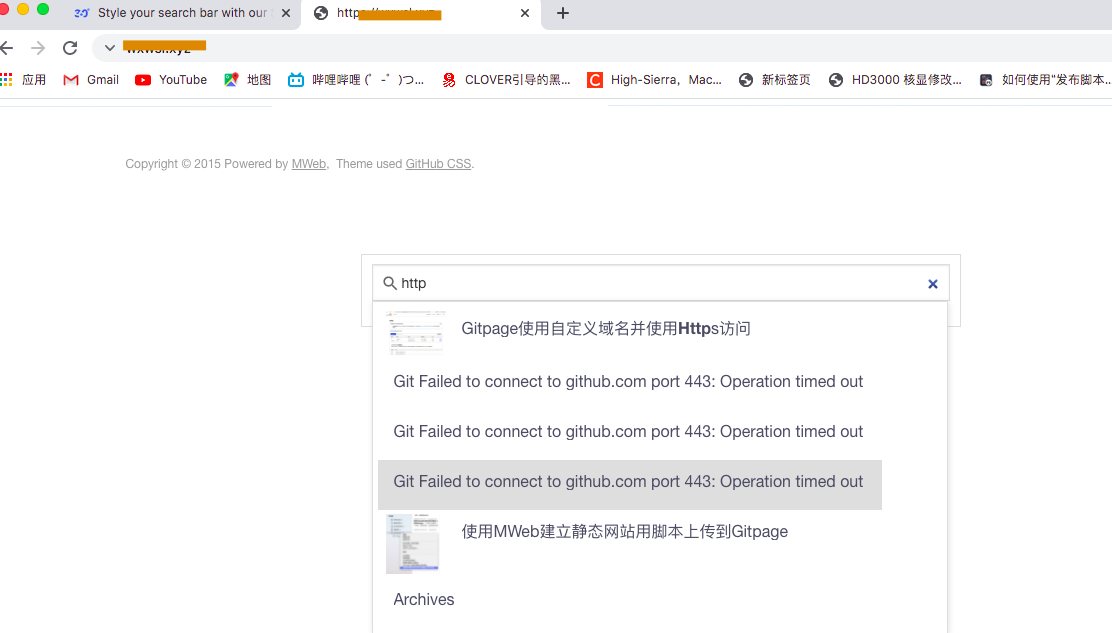 Style your search bar with our
http
应用
Gmail
YouTube
地图
哔哩哔哩 (゜-゜)つ...
CLOVER引导的黑...
High-Sierra，Mac...
新标签页
HD3000 核显修改...
如何使用"发布脚本...
Copyright © 2015 Powered by MWeb,  Theme used GitHub CSS.
http
Gitpage使用自定义域名并使用Https访问
Git Failed to connect to github.com port 443: Operation timed out
Git Failed to connect to github.com port 443: Operation timed out
Git Failed to connect to github.com port 443: Operation timed out
使用MWeb建立静态网站用脚本上传到Gitpage
Archives